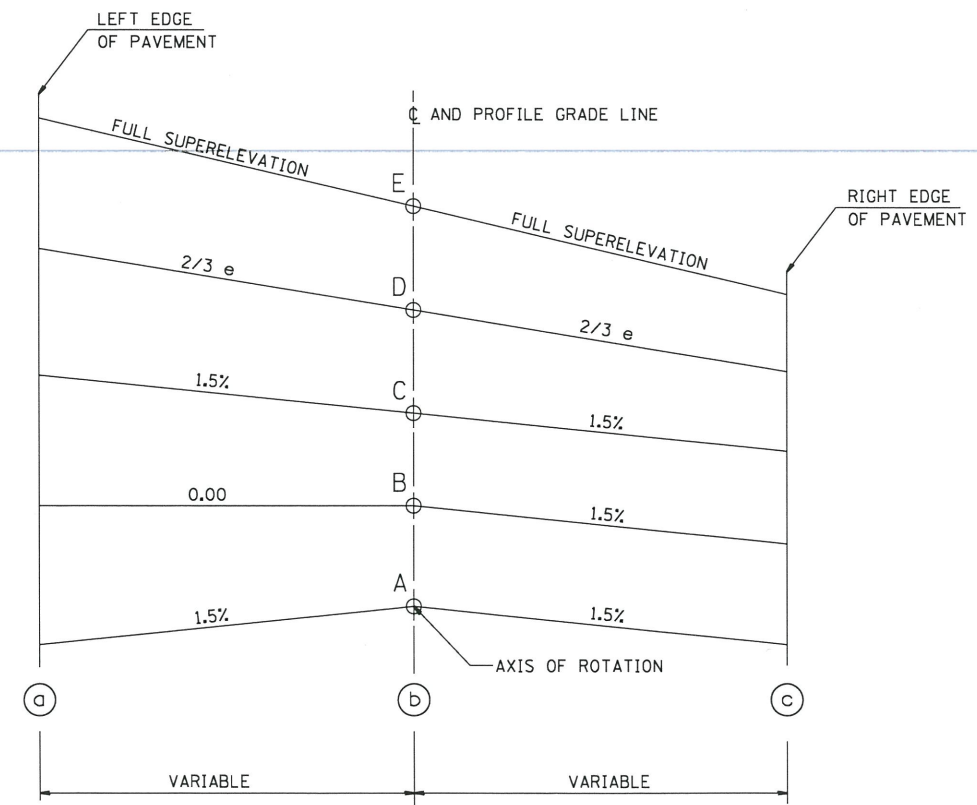 LEFT EDGE
OF PAVEMENT
℄ AND PROFILE GRADE LINE
FULL SUPERELEVATION
E
RIGHT EDGE
OF PAVEMENT
FULL SUPERELEVATION
2/3 e
D
2/3 e
1.5%
C
1.5%
0.00
B
1.5%
A
1.5%
1.5%
AXIS OF ROTATION
a
b
c
VARIABLE
VARIABLE